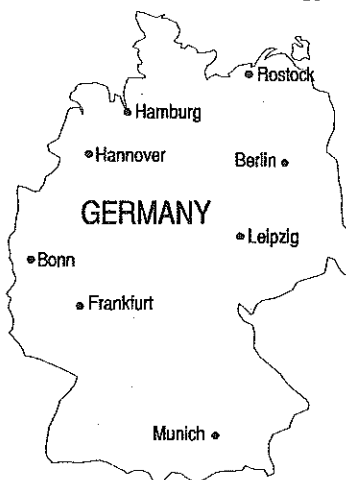 Rostock
Hamburg
Hannover
Berlin
GERMANY
Leipzig
Bonn
Frankfurt
Munich